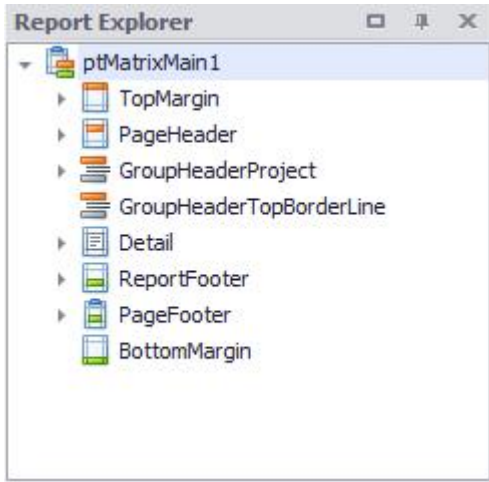 Report Explorer
ptMatrixMain1
TopMargin
PageHeader
GroupHeaderProject
GroupHeaderTopBorderLine
Detail
ReportFooter
PageFooter
BottomMargin